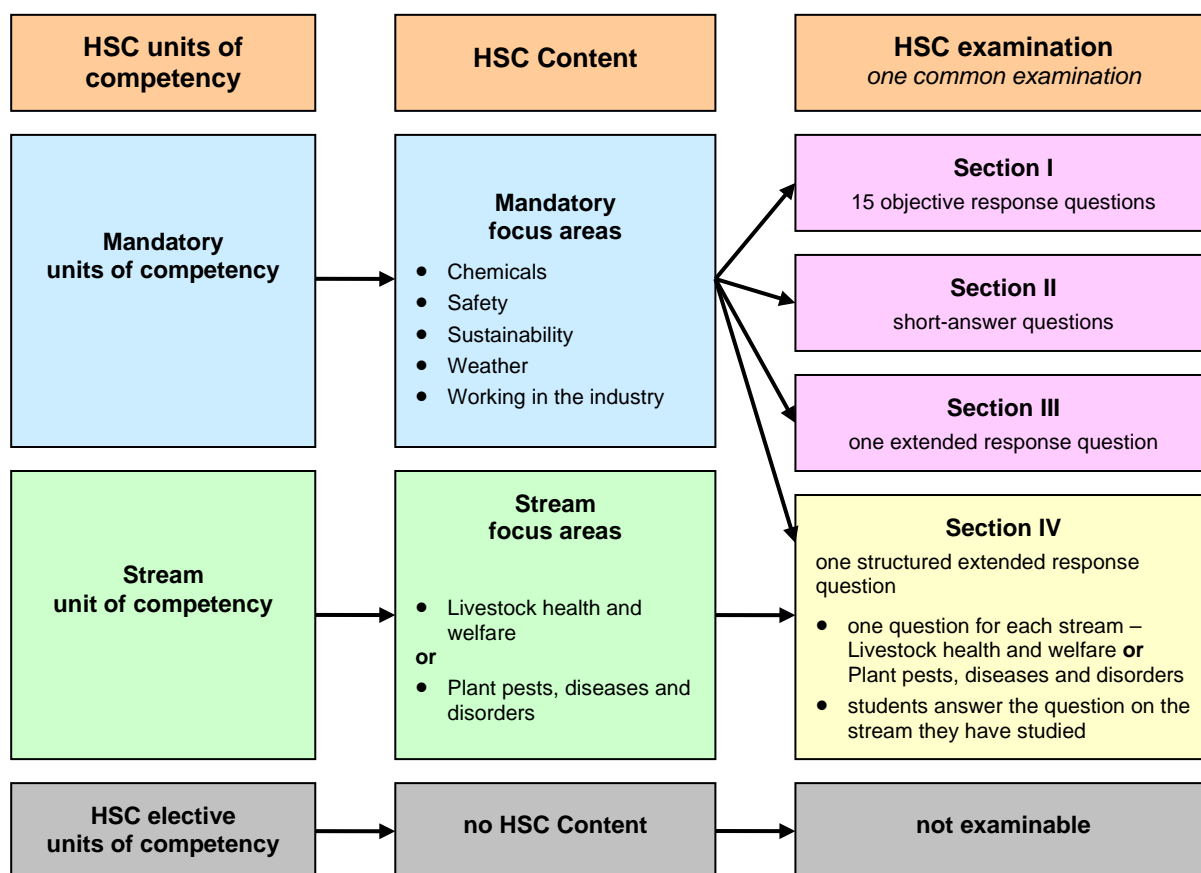 HSC units of
competency
HSC Content
HSC examination
one common examination
Mandatory
units of competency
Mandatory
focus areas
• Chemicals
• Safety
• Sustainability
• Weather
• Working in the industry
Section I
15 objective response questions
Section II
short-answer questions
Section III
one extended response question
Stream
unit of competency
Stream
focus areas
• Livestock health and
welfare
or
• Plant pests, diseases and
disorders
Section IV
one structured extended response
question
• one question for each stream –
Livestock health and welfare or
Plant pests, diseases and disorders
• students answer the question on the
stream they have studied
HSC elective
units of competency
no HSC Content
not examinable